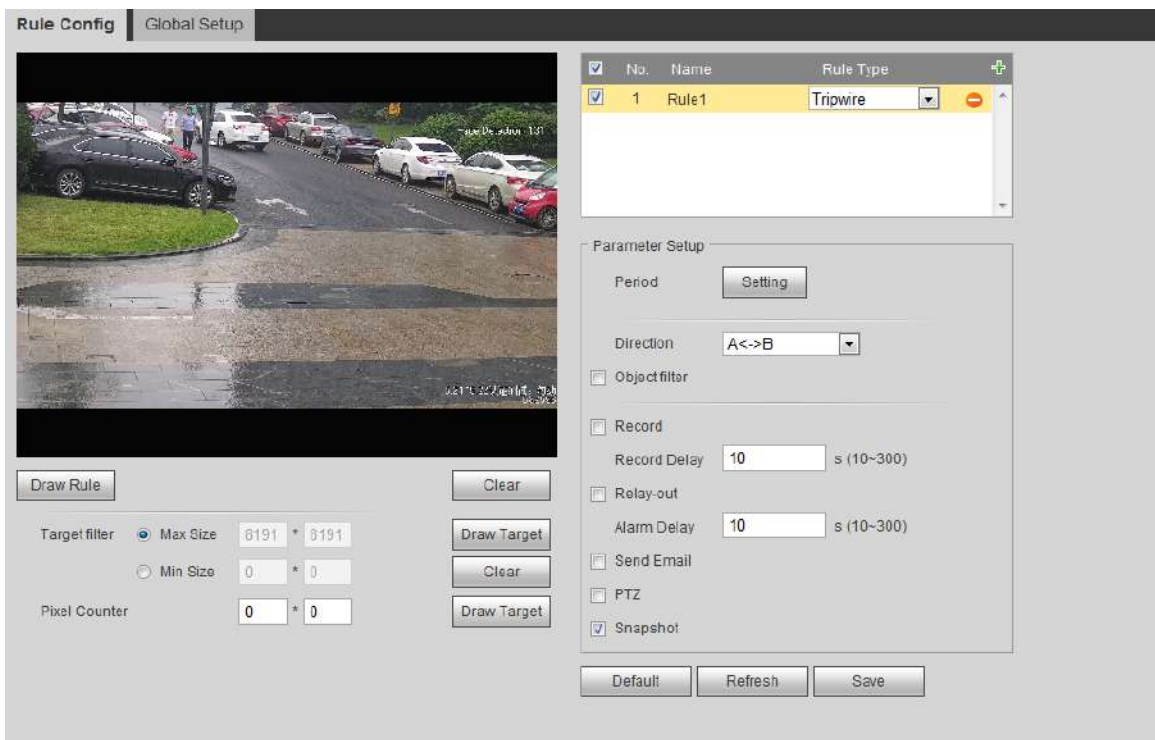 Rule Config
Global Setup
No. Name Rule Type
1 Rule1 Tripwire
Parameter Setup
Period Setting
Direction A<->B
Object filter
Record
Record Delay 10 s (10~300)
Relay-out
Alarm Delay 10 s (10~300)
Send Email
PTZ
Snapshot
Default Refresh Save
Draw Rule Clear
Target filter Max Size 8191 * 8191 Draw Target
Min Size 0 * 0 Clear
Pixel Counter 0 * 0 Draw Target